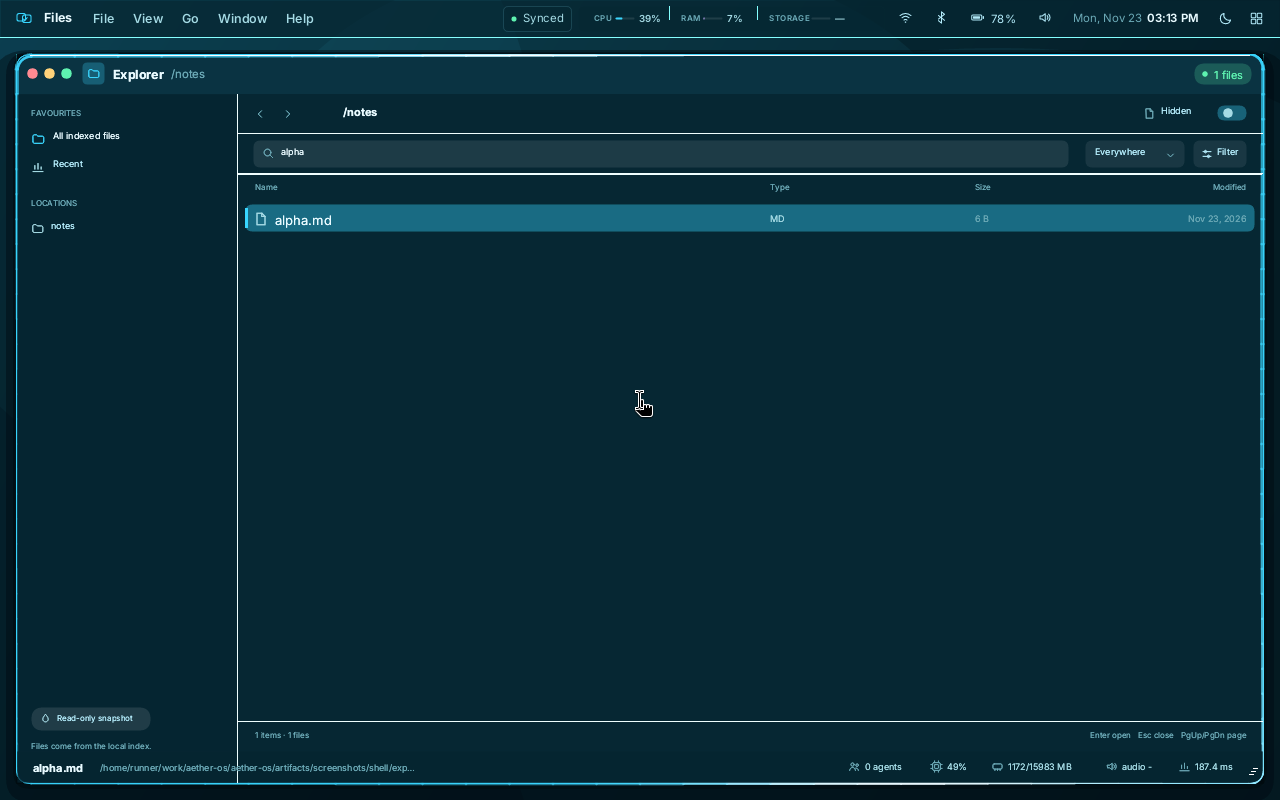 Files File View Go Window Help Synced CPU 39% RAM 7% STORAGE — 78% Mon, Nov 23 03:13 PM
Explorer /notes 1 files
FAVOURITES
All indexed files
Recent
LOCATIONS
notes
/notes Hidden
alpha Everywhere Filter
Name Type Size Modified
alpha.md MD 6 B Nov 23, 2026
Read-only snapshot
Files come from the local index.
1 items · 1 files Enter open Esc close PgUp/PgDn page
alpha.md /home/runner/work/aether-os/aether-os/artifacts/screenshots/shell/exp... 0 agents 49% 1172/15983 MB audio - 187.4 ms